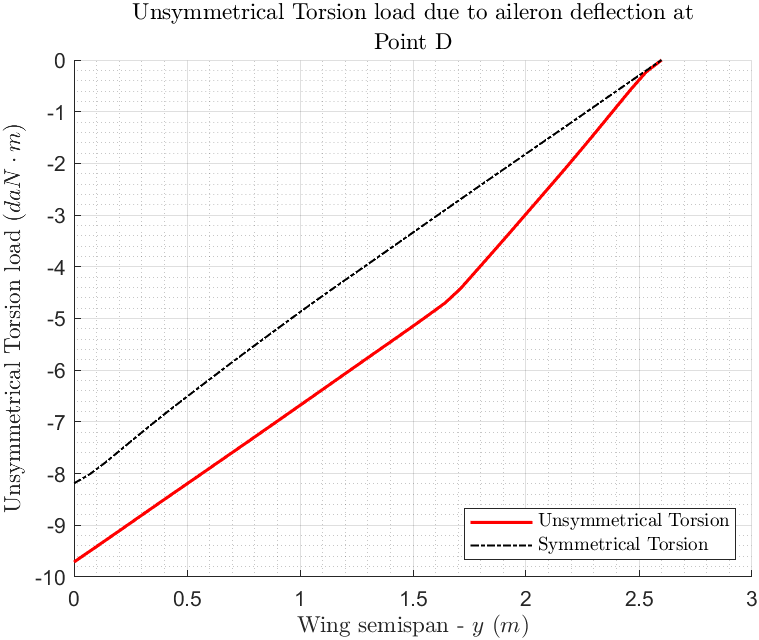 Unsymmetrical Torsion load due to aileron deflection at
Point D
Unsymmetrical Torsion load (daN · m)
0
-1
-2
-3
-4
-5
-6
-7
-8
-9
-10
0 0.5 1 1.5 2 2.5 3
Wing semispan - y (m)
Unsymmetrical Torsion
Symmetrical Torsion